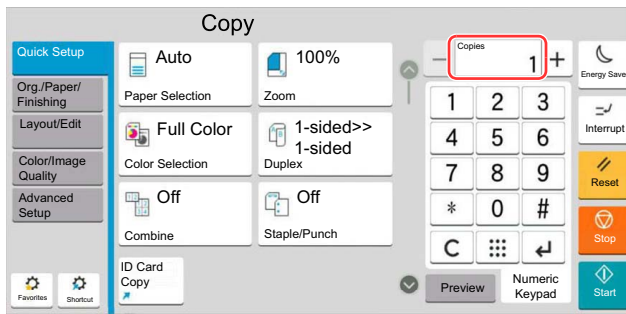 Copy
Quick Setup
Org./Paper/
Finishing
Layout/Edit
Color/Image
Quality
Advanced
Setup
Favorites
Shortcut
Auto
Paper Selection
100%
Zoom
Full Color
Color Selection
1-sided>>
1-sided
Duplex
Off
Combine
Off
Staple/Punch
ID Card
Copy
Copies
− 1 +
1 2 3
4 5 6
7 8 9
* 0 #
C
Preview
Numeric
Keypad
Energy Save
Interrupt
Reset
Stop
Start